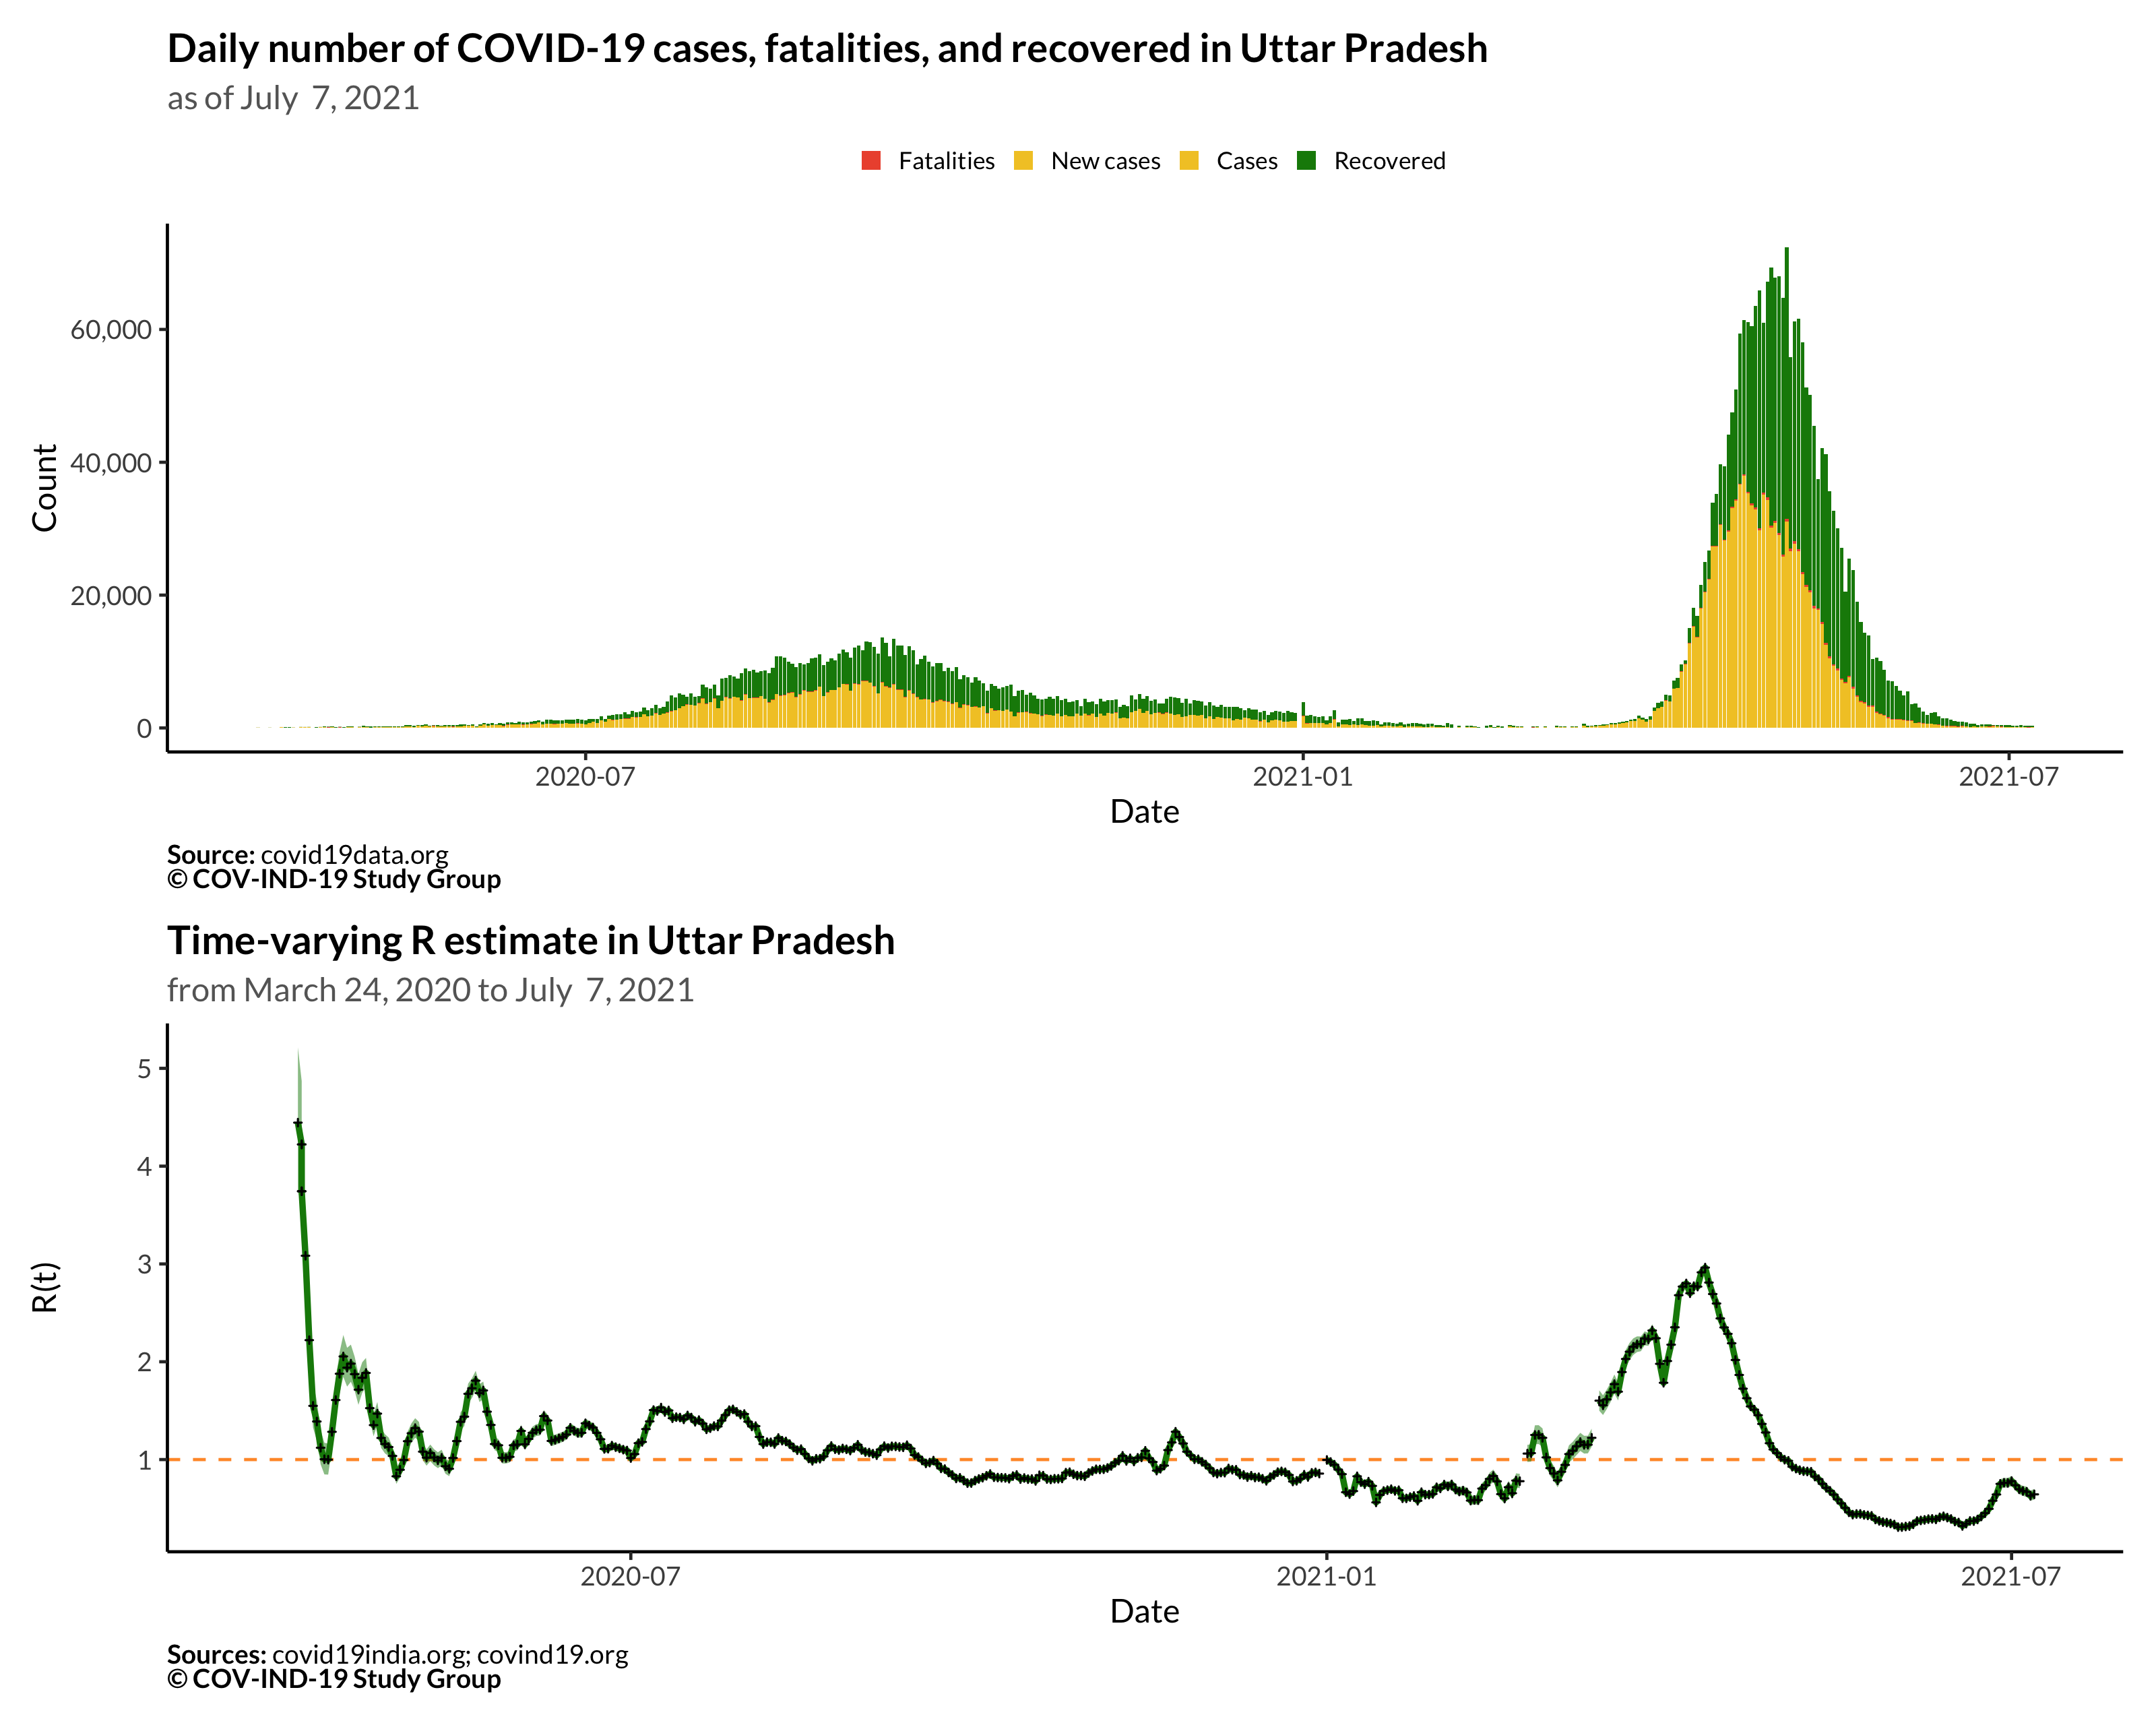 Daily number of COVID-19 cases, fatalities, and recovered in Uttar Pradesh
as of July  7, 2021
Fatalities New cases Cases Recovered
Count
60,000
40,000
20,000
0
2020-07 2021-01 2021-07
Date
Source: covid19data.org
© COV-IND-19 Study Group
Time-varying R estimate in Uttar Pradesh
from March 24, 2020 to July  7, 2021
R(t)
5
4
3
2
1
2020-07 2021-01 2021-07
Date
Sources: covid19india.org; covind19.org
© COV-IND-19 Study Group